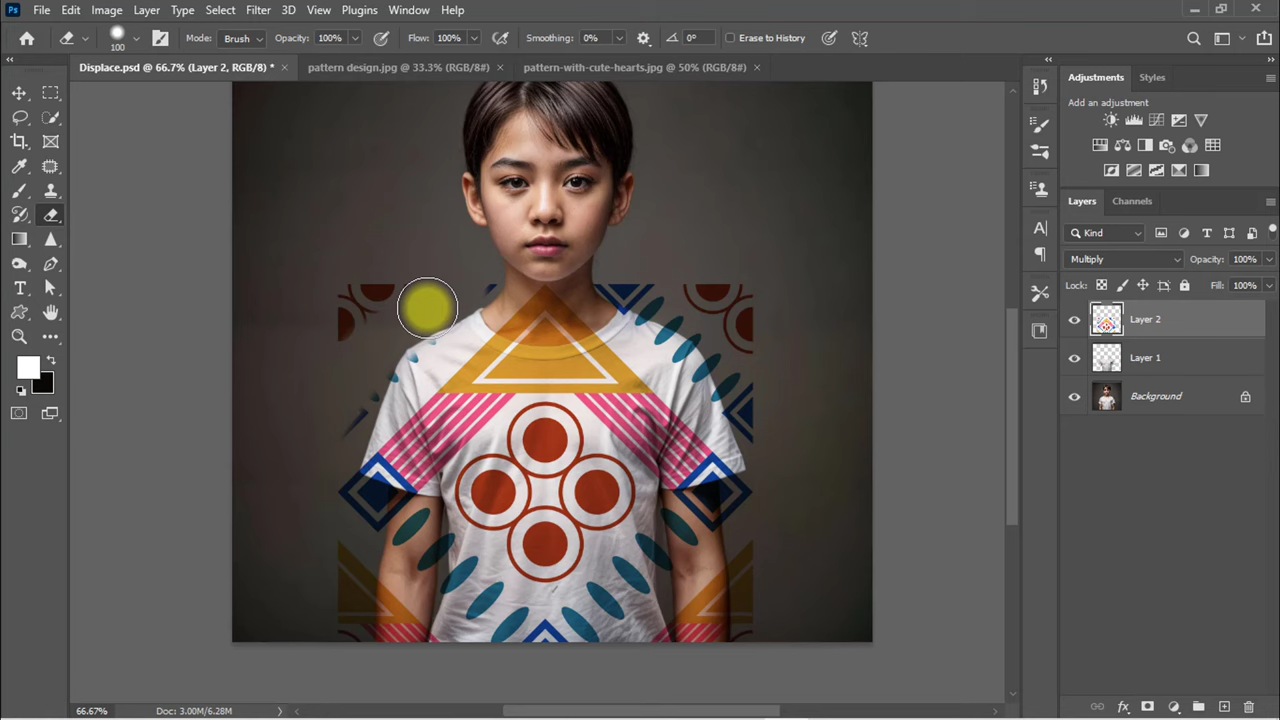 Ps File Edit Image Layer Type Select Filter 3D View Plugins Window Help
100 Mode: Brush Opacity: 100% Flow: 100% Smoothing: 0% 0° Erase to History
Displace.psd @ 66.7% (Layer 2, RGB/8) * pattern design.jpg @ 33.3% (RGB/8#) pattern-with-cute-hearts.jpg @ 50% (RGB/8#)
Adjustments Styles
Add an adjustment
Layers Channels
Kind
Multiply Opacity: 100%
Lock: Fill: 100%
Layer 2
Layer 1
Background
66.67% Doc: 3.00M/6.28M